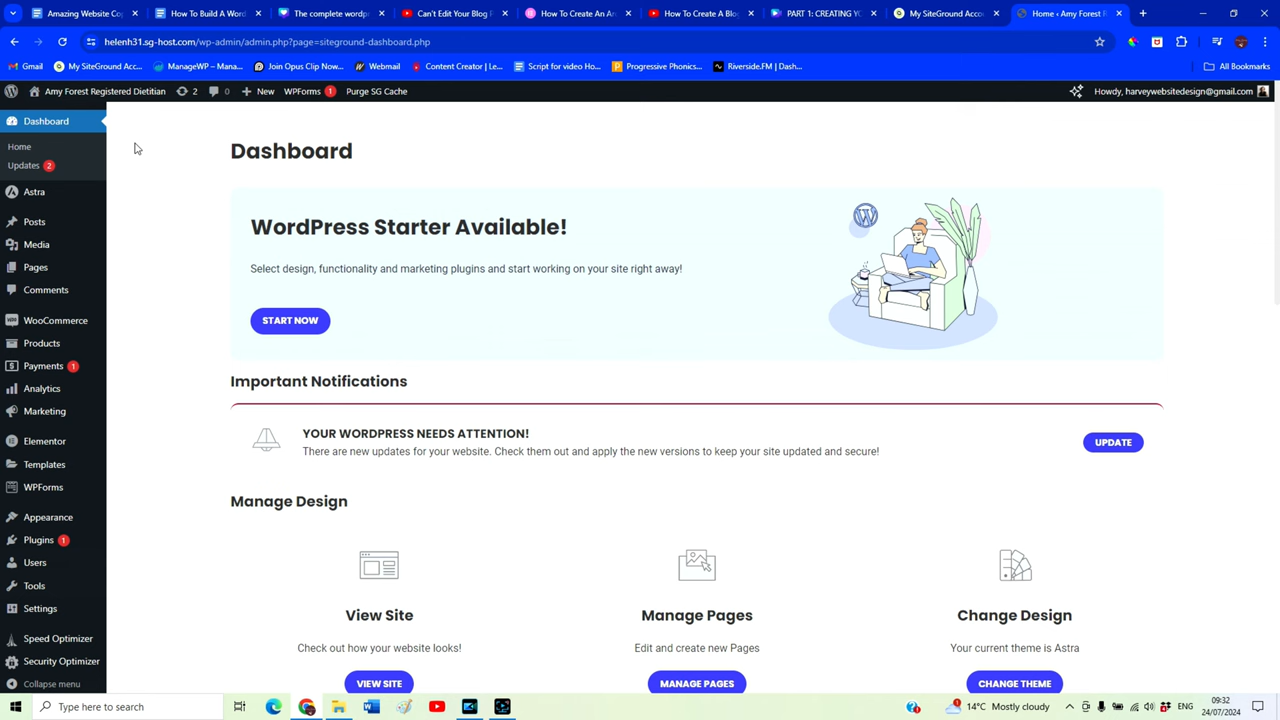 Amazing Website Cop
How To Build A Word
The complete wordp
Can't Edit Your Blog P
How To Create An An
How To Create A Blog
PART 1: CREATING YO
My SiteGround Acco
Home ‹ Amy Forest R
helenh31.sg-host.com/wp-admin/admin.php?page=siteground-dashboard.php
Gmail
My SiteGround Acc...
ManageWP – Mana...
Join Opus Clip Now...
Webmail
Content Creator | Le...
Script for video Ho...
Progressive Phonics...
Riverside.FM | Dash...
All Bookmarks
Amy Forest Registered Dietitian 2 0 New WPForms 1 Purge SG Cache
Howdy, harveywebsitedesign@gmail.com
Dashboard
Home
Updates 2
Astra
Posts
Media
Pages
Comments
WooCommerce
Products
Payments 1
Analytics
Marketing
Elementor
Templates
WPForms
Appearance
Plugins 1
Users
Tools
Settings
Speed Optimizer
Security Optimizer
Collapse menu
Dashboard
WordPress Starter Available!
Select design, functionality and marketing plugins and start working on your site right away!
START NOW
Important Notifications
YOUR WORDPRESS NEEDS ATTENTION!
There are new updates for your website. Check them out and apply the new versions to keep your site updated and secure!
UPDATE
Manage Design
View Site
Check out how your website looks!
VIEW SITE
Manage Pages
Edit and create new Pages
MANAGE PAGES
Change Design
Your current theme is Astra
CHANGE THEME
Type here to search
14°C Mostly cloudy
ENG
09:32
24/07/2024